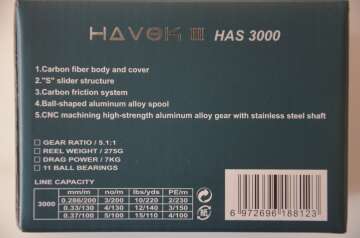 HAVOK III HAS 3000
1.Carbon fiber body and cover
2."S" slider structure
3.Carbon friction system
4.Ball-shaped aluminum alloy spool
5.CNC machining high-strength aluminum alloy gear with stainless steel shaft
GEAR RATIO / 5.1:1
REEL WEIGHT / 275G
DRAG POWER / 7KG
11 BALL BEARINGS
LINE CAPACITY
mm/m no/m lbs/yds PE/m
3000 0.286/200 3/200 10/220 2/230
0.33/130 4/130 12/140 3/150
0.37/100 5/100 15/110 4/100
6 972696 188123